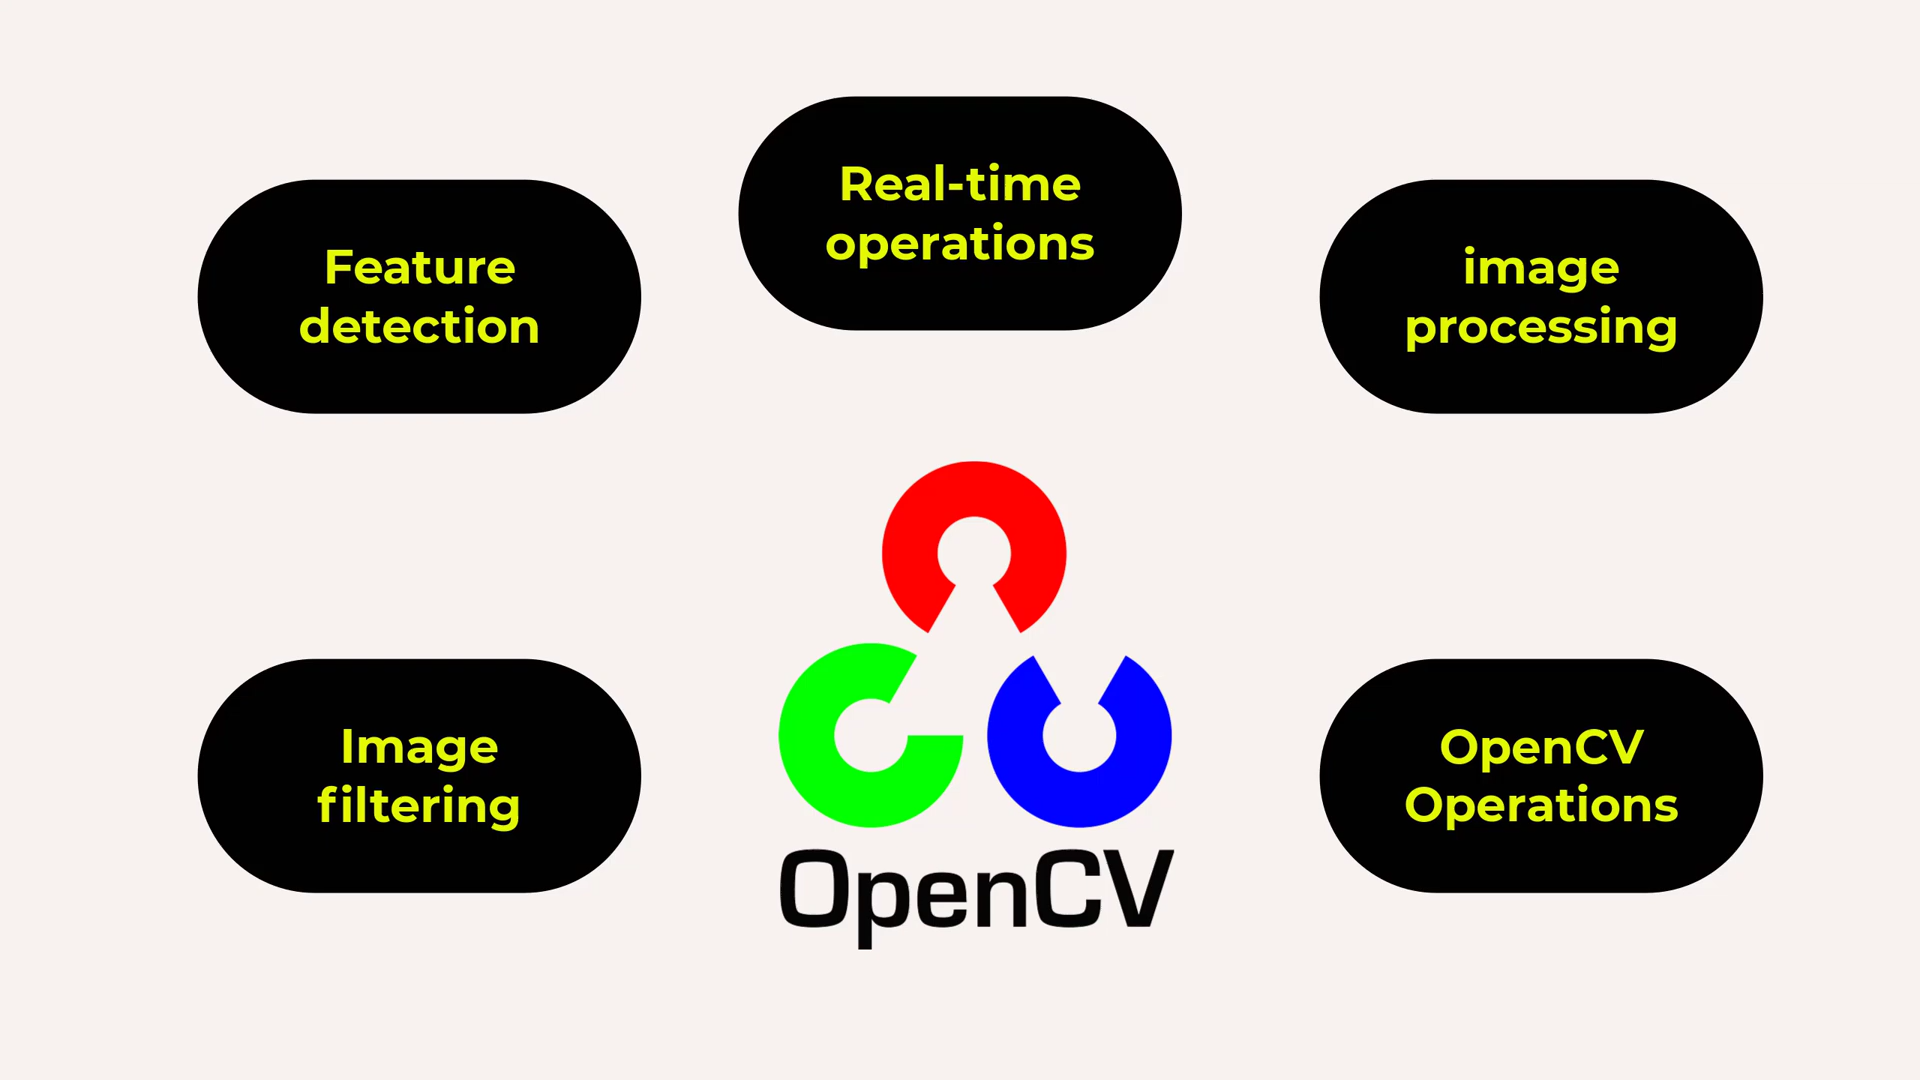 Real-time
operations
Feature
detection
image
processing
Image
filtering
OpenCV
Operations
OpenCV